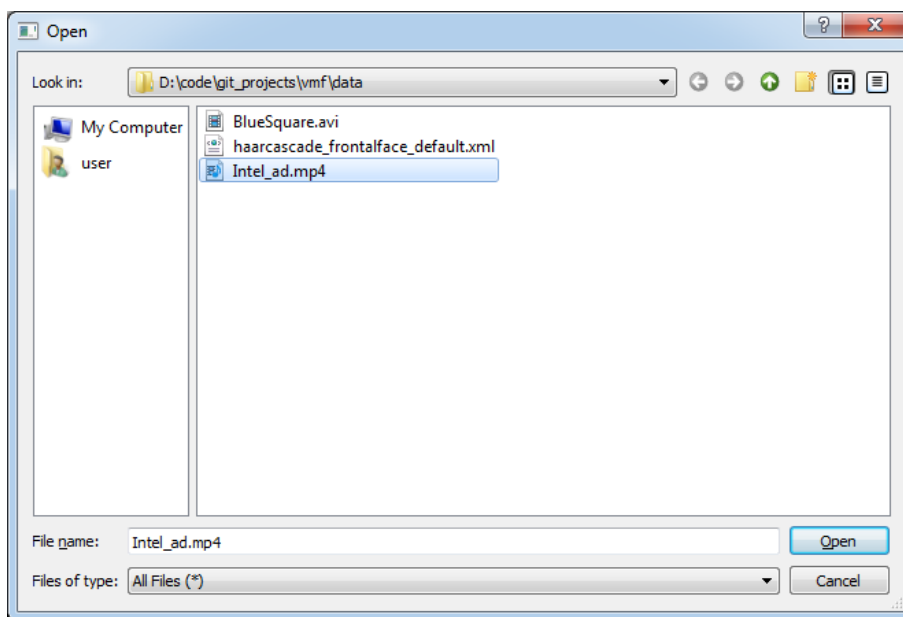 Open
Look in: D:\code\git_projects\vmf\data
My Computer
user
BlueSquare.avi
haarcascade_frontalface_default.xml
Intel_ad.mp4
File name: Intel_ad.mp4 Open
Files of type: All Files (*) Cancel